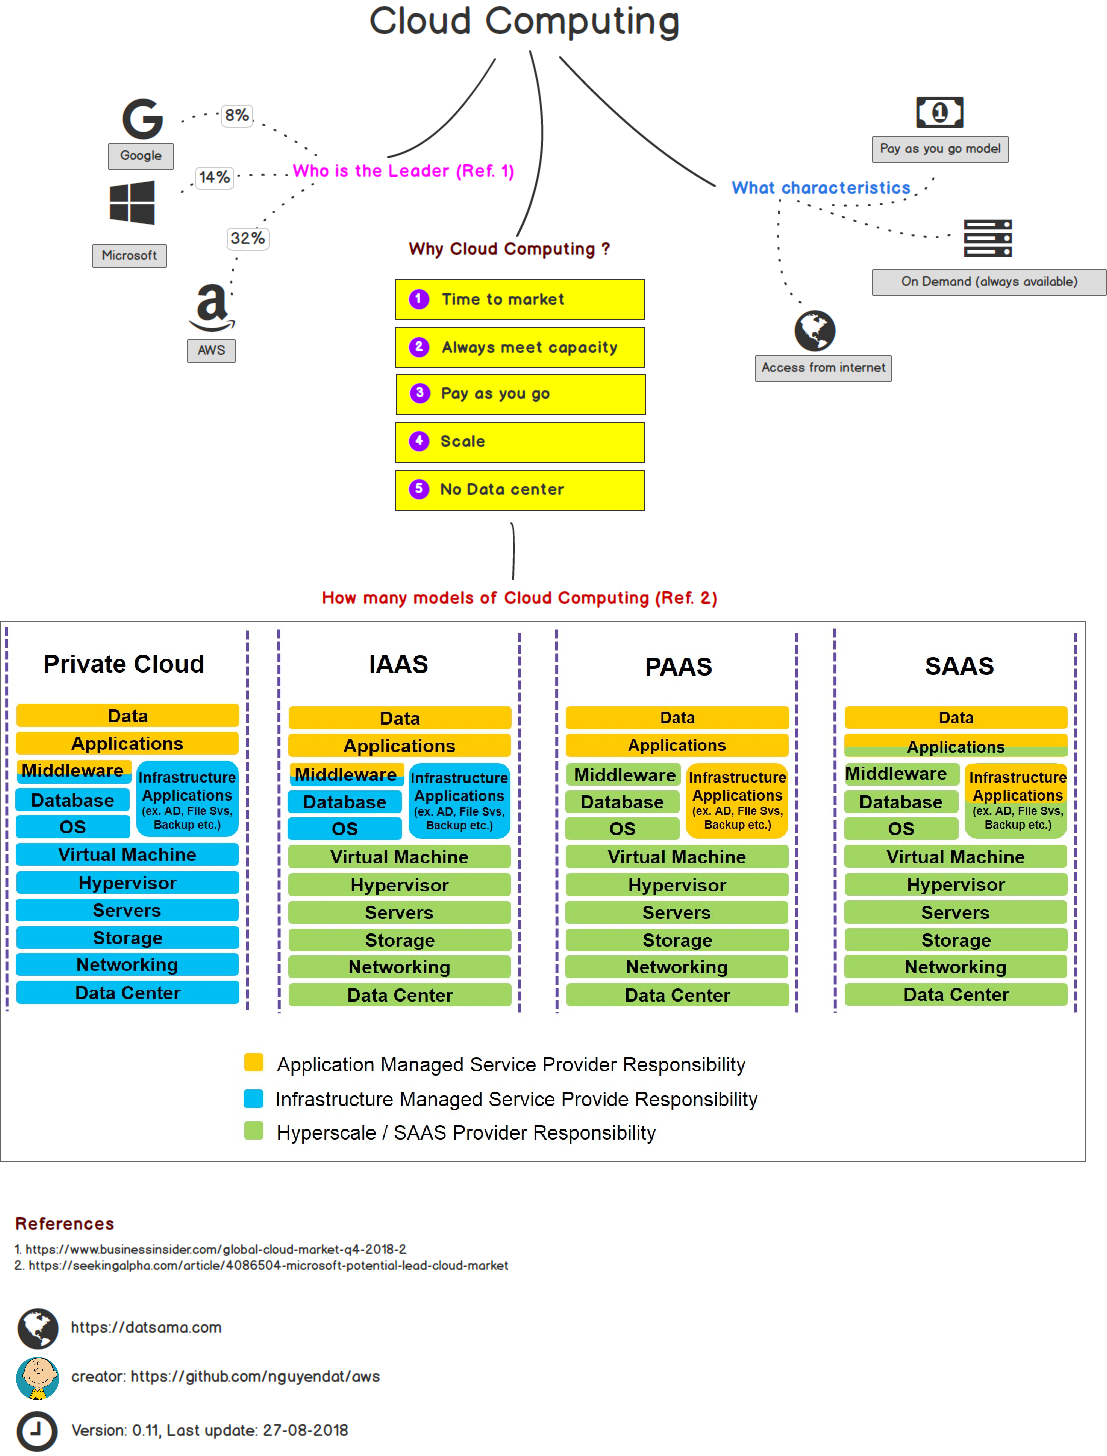 Cloud Computing
8%
Google
14%
Microsoft
32%
AWS
Who is the Leader (Ref. 1)
Why Cloud Computing ?
1 Time to market
2 Always meet capacity
3 Pay as you go
4 Scale
5 No Data center
What characteristics
1
Pay as you go model
On Demand (always available)
Access from internet
How many models of Cloud Computing (Ref. 2)
Private Cloud
Data
Applications
Middleware
Database
OS
Infrastructure
Applications
(ex. AD, File Svs,
Backup etc.)
Virtual Machine
Hypervisor
Servers
Storage
Networking
Data Center
IAAS
Data
Applications
Middleware
Database
OS
Infrastructure
Applications
(ex. AD, File Svs,
Backup etc.)
Virtual Machine
Hypervisor
Servers
Storage
Networking
Data Center
PAAS
Data
Applications
Middleware
Database
OS
Infrastructure
Applications
(ex. AD, File Svs,
Backup etc.)
Virtual Machine
Hypervisor
Servers
Storage
Networking
Data Center
SAAS
Data
Applications
Middleware
Database
OS
Infrastructure
Applications
(ex. AD, File Svs,
Backup etc.)
Virtual Machine
Hypervisor
Servers
Storage
Networking
Data Center
Application Managed Service Provider Responsibility
Infrastructure Managed Service Provide Responsibility
Hyperscale / SAAS Provider Responsibility
References
1. https://www.businessinsider.com/global-cloud-market-q4-2018-2
2. https://seekingalpha.com/article/4086504-microsoft-potential-lead-cloud-market
https://datsama.com
creator: https://github.com/nguyendat/aws
Version: 0.11, Last update: 27-08-2018